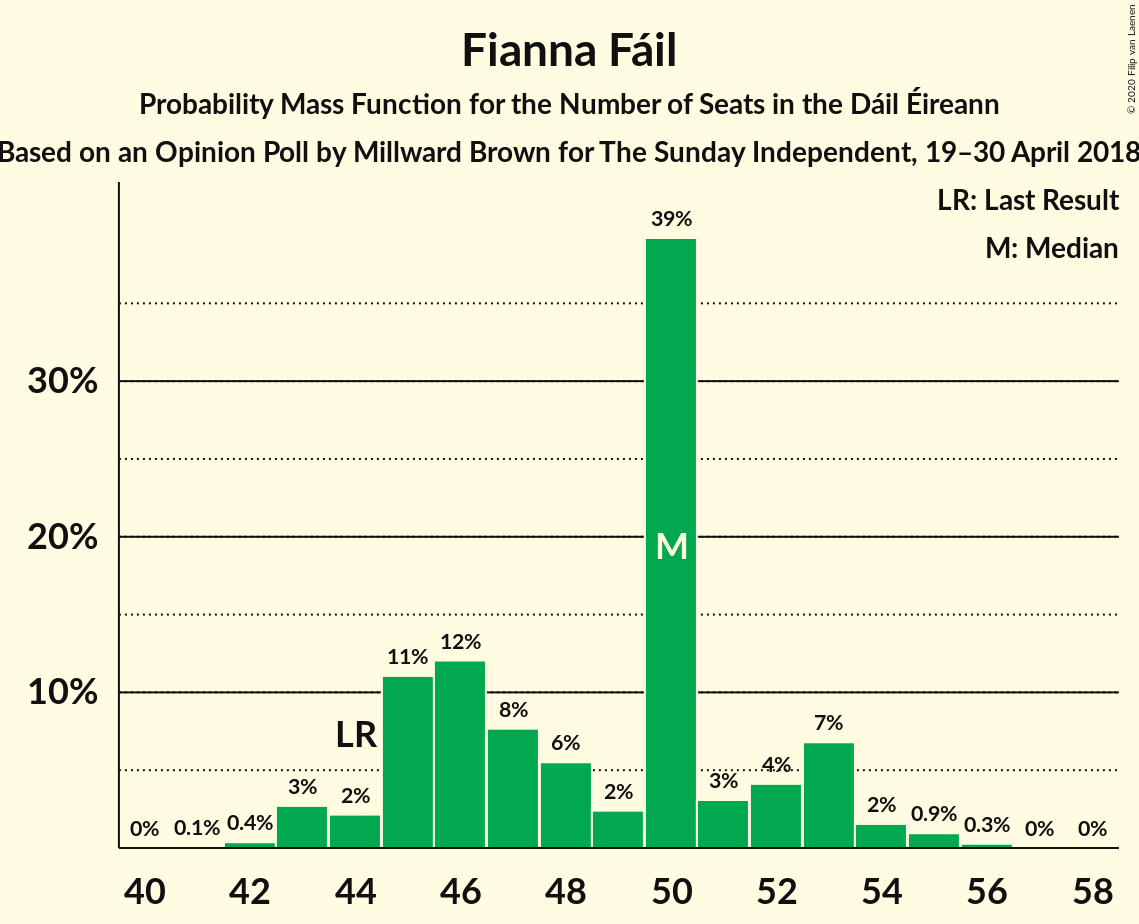 Fianna Fáil
Probability Mass Function for the Number of Seats in the Dáil Éireann
Based on an Opinion Poll by Millward Brown for The Sunday Independent, 19–30 April 2018
© 2020 Filip van Laenen
LR: Last Result
M: Median
30%
20%
10%
0%
0.1%
0.4%
3%
2%
LR
11%
12%
8%
6%
2%
39%
M
3%
4%
7%
2%
0.9%
0.3%
0%
0%
40 42 44 46 48 50 52 54 56 58